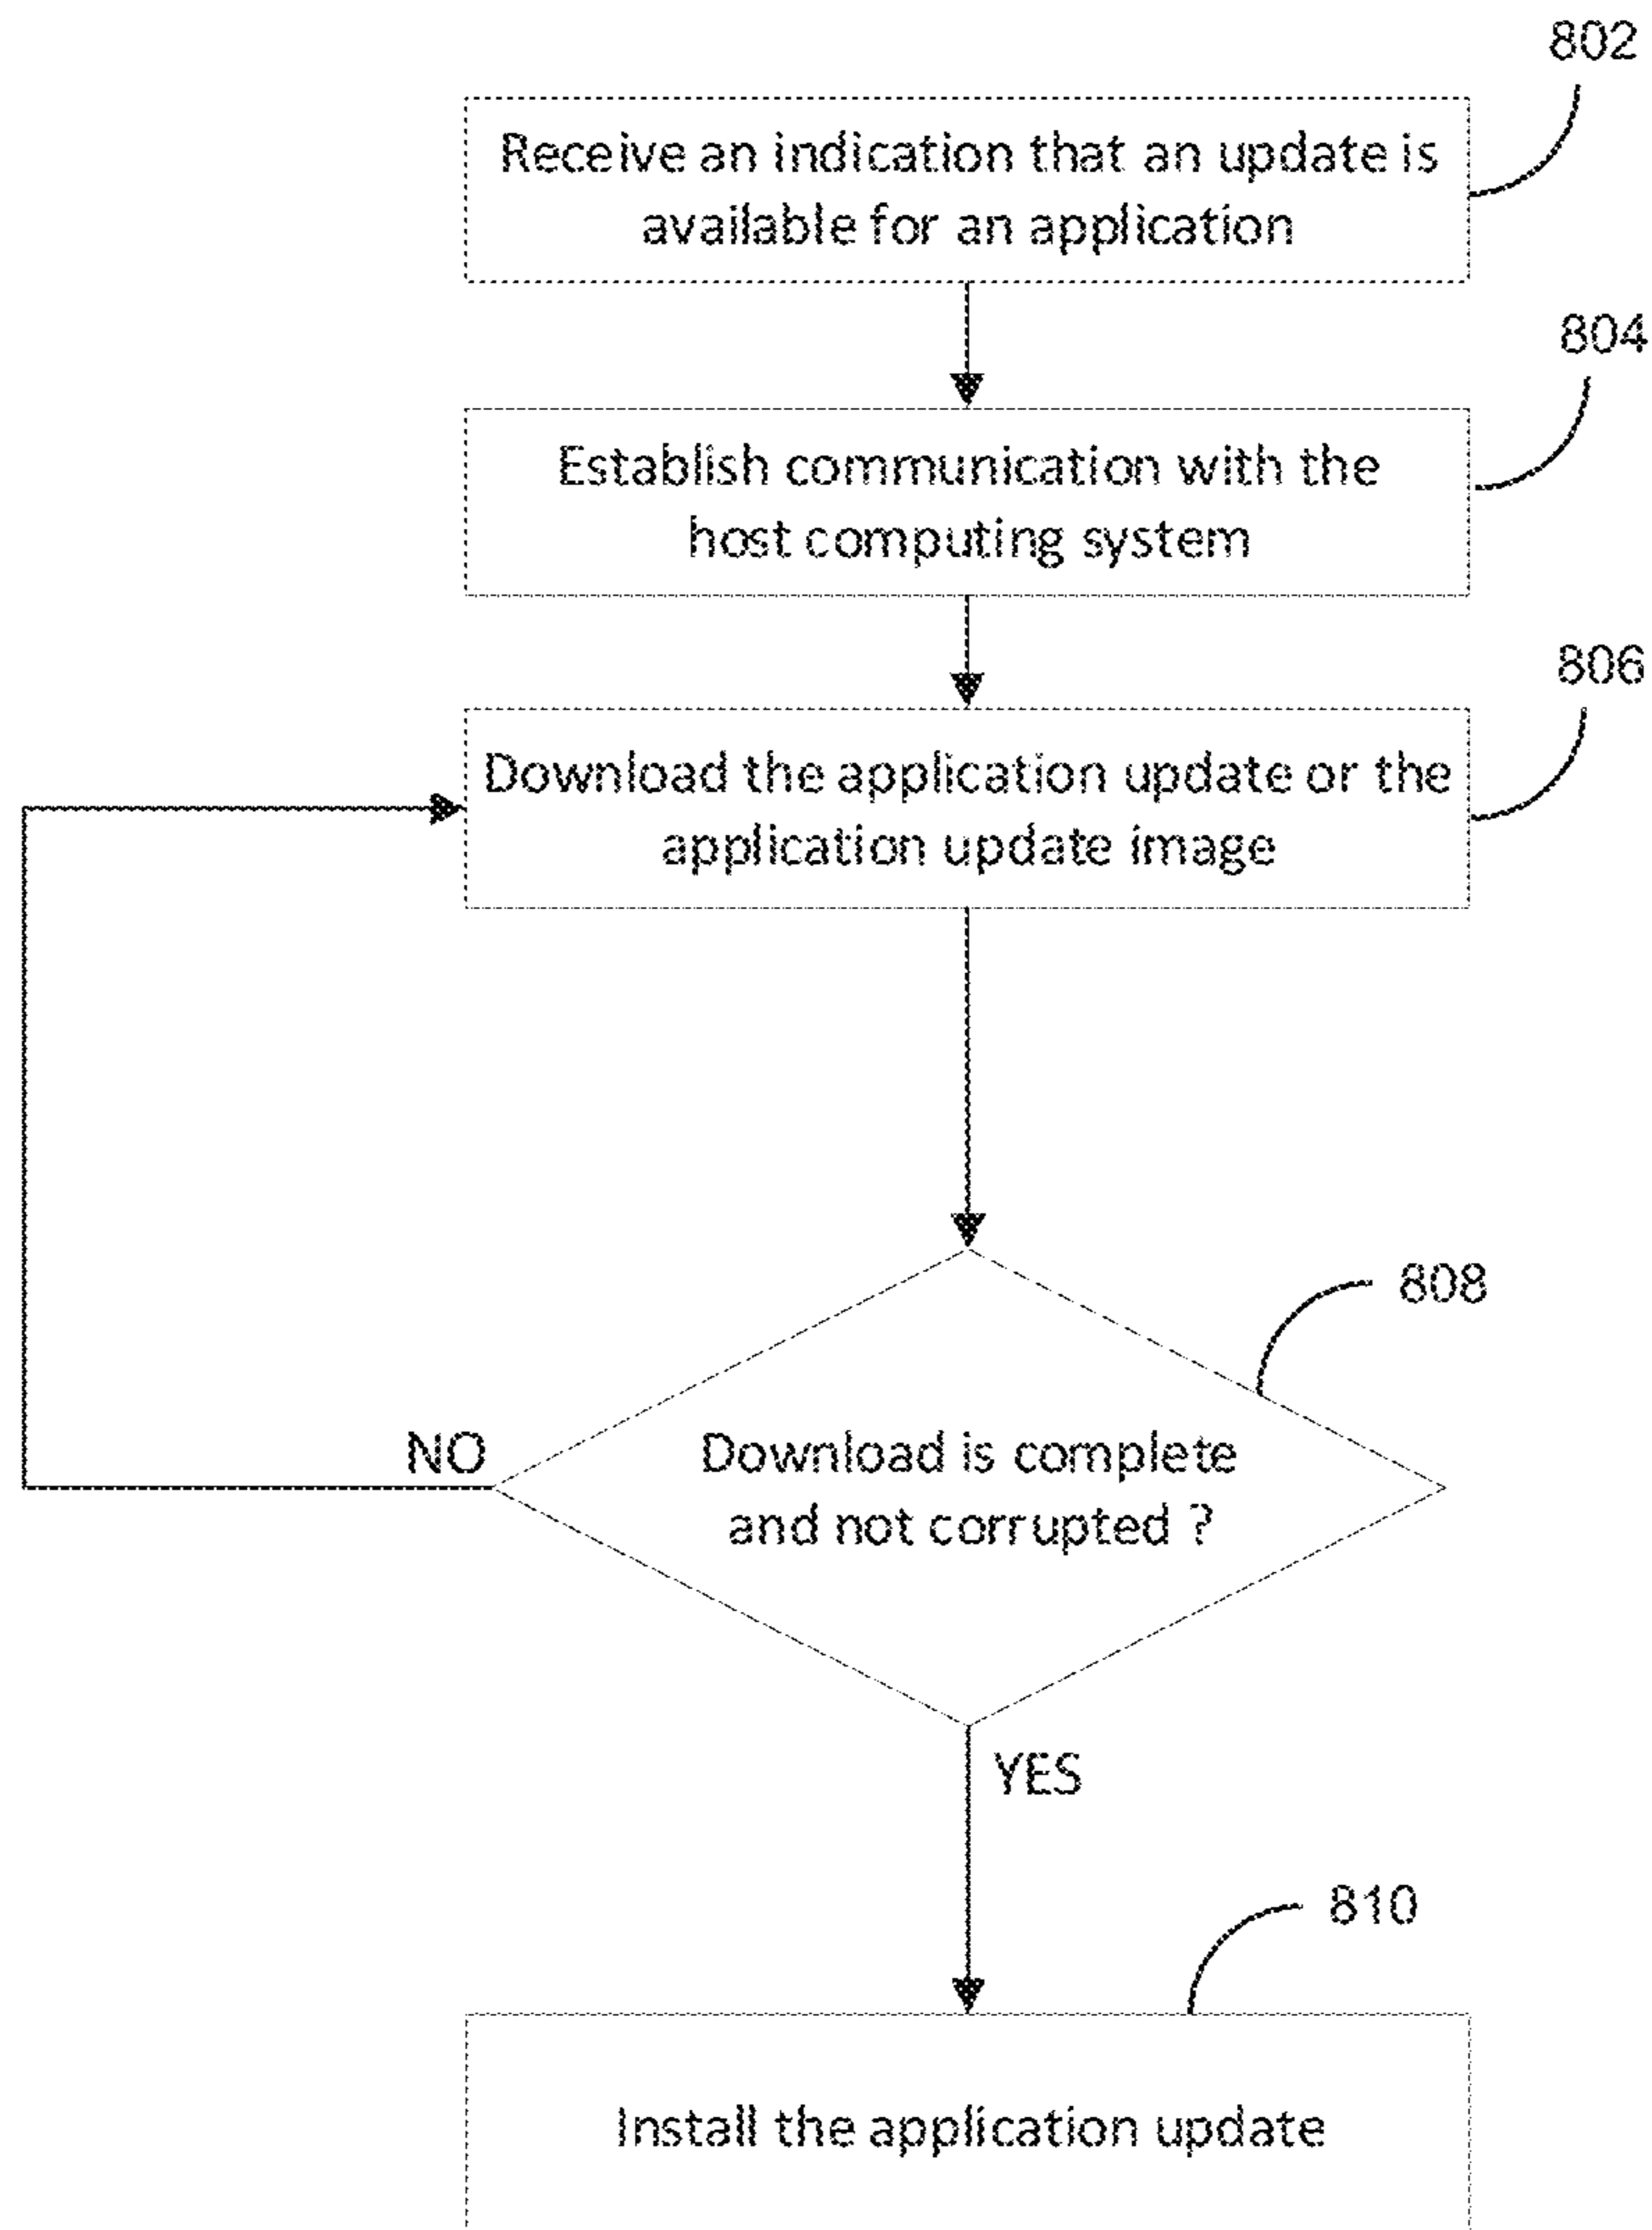 802
Receive an indication that an update is
available for an application
804
Establish communication with the
host computing system
806
Download the application update or the
application update image
808
NO
Download is complete
and not corrupted ?
YES
810
Install the application update